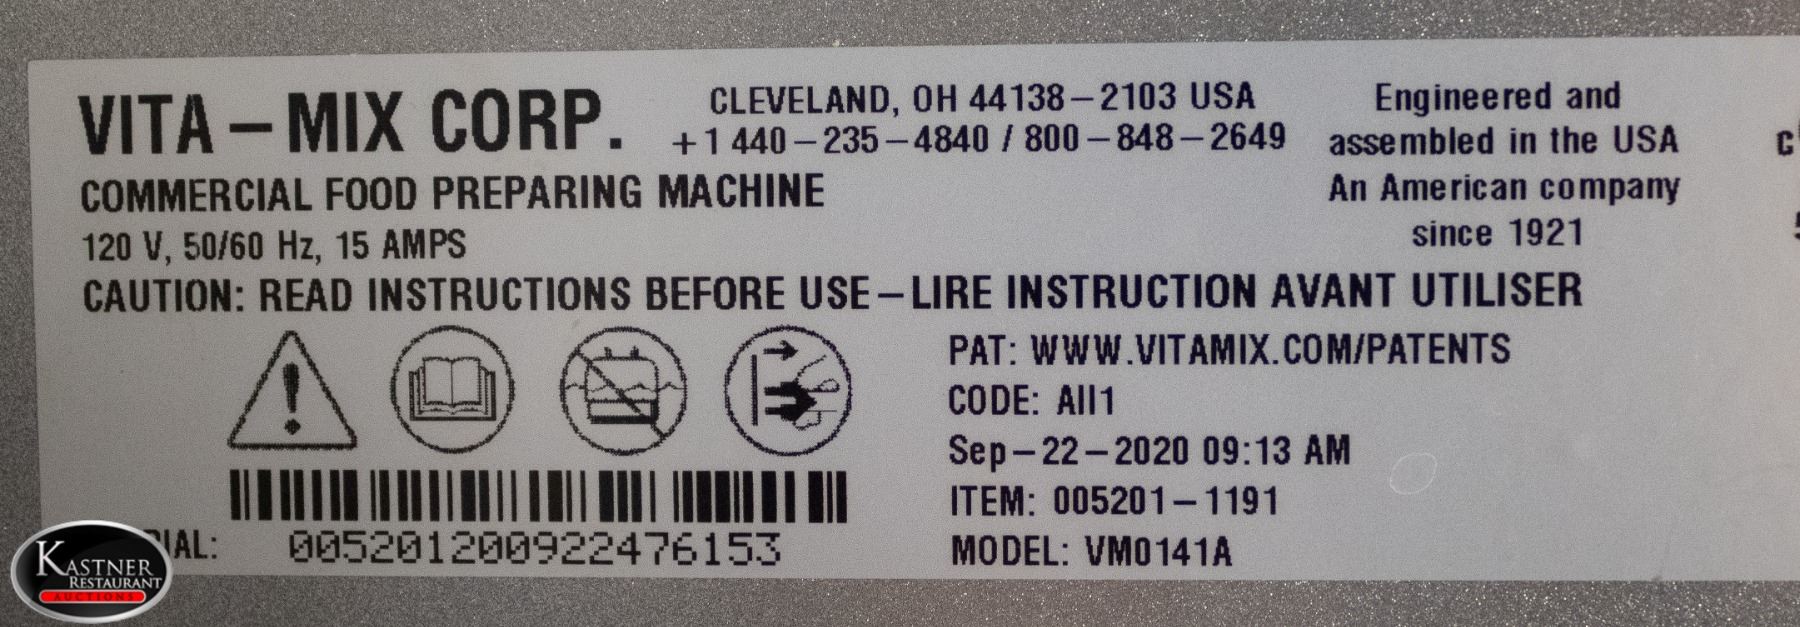 VITA – MIX CORP.
CLEVELAND, OH 44138–2103 USA
+1 440–235–4840 / 800–848–2649
Engineered and
assembled in the USA
An American company
since 1921
COMMERCIAL FOOD PREPARING MACHINE
120 V, 50/60 Hz, 15 AMPS
CAUTION: READ INSTRUCTIONS BEFORE USE–LIRE INSTRUCTION AVANT UTILISER
PAT: WWW.VITAMIX.COM/PATENTS
CODE: AII1
Sep–22–2020 09:13 AM
ITEM: 005201–1191
MODEL: VM0141A
IAL: 005201200922476153
KASTNER
RESTAURANT
AUCTIONS